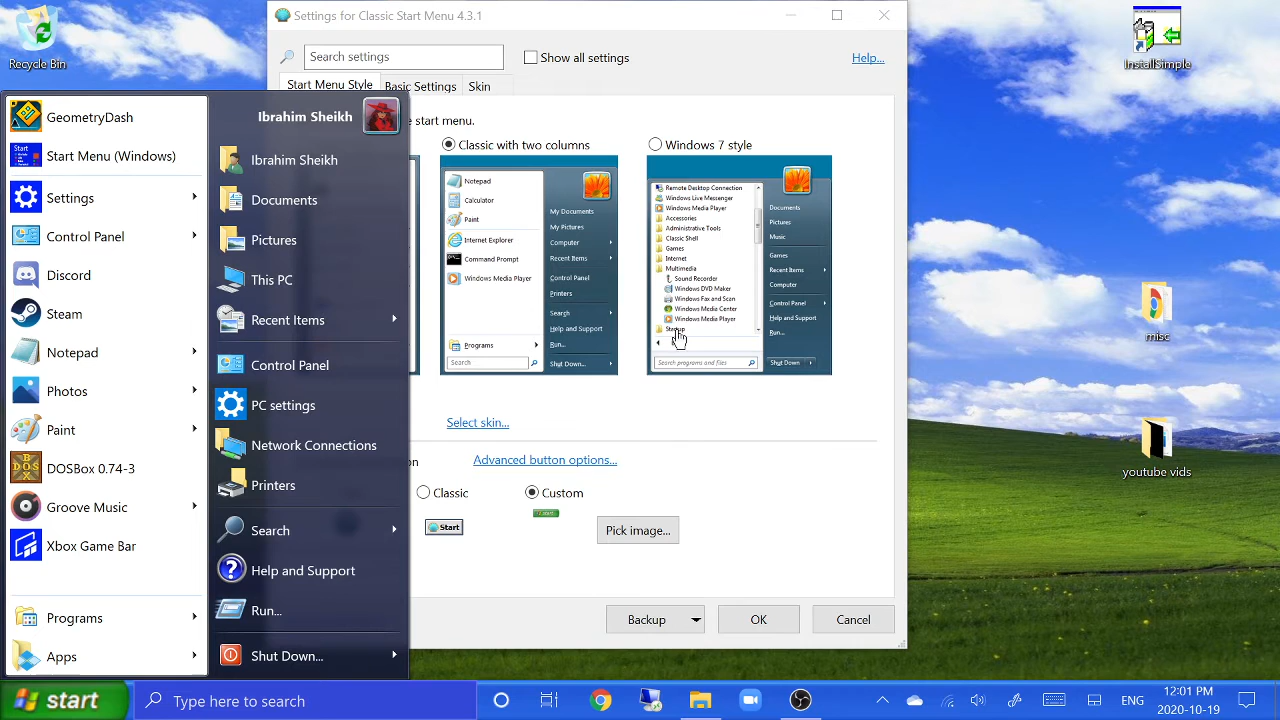 Recycle Bin
Settings for Classic Start Menu 4.3.1
Search settings
Show all settings
Help...
Start Menu Style
Basic Settings
Skin
e start menu.
Classic with two columns
Windows 7 style
Notepad
Calculator
Paint
Internet Explorer
Command Prompt
Windows Media Player
Programs
Search
My Documents
My Pictures
Computer
Recent Items
Control Panel
Printers
Search
Help and Support
Run...
Shut Down...
Remote Desktop Connection
Windows Live Messenger
Windows Media Player
Accessories
Administrative Tools
Classic Shell
Games
Internet
Multimedia
Sound Recorder
Windows DVD Maker
Windows Fax and Scan
Windows Media Center
Windows Media Player
Startup
Search programs and files
Documents
Pictures
Music
Games
Recent Items
Computer
Control Panel
Help and Support
Run...
Shut Down
Select skin...
on
Advanced button options...
Classic
Custom
Start
start
Pick image...
Backup
OK
Cancel
GeometryDash
Start
Start Menu (Windows)
Settings
Control Panel
Discord
Steam
Notepad
Photos
Paint
DOSBox 0.74-3
Groove Music
Xbox Game Bar
Programs
Apps
Ibrahim Sheikh
Ibrahim Sheikh
Documents
Pictures
This PC
Recent Items
Control Panel
PC settings
Network Connections
Printers
Search
Help and Support
Run...
Shut Down...
InstallSimple
misc
youtube vids
start
Type here to search
ENG
12:01 PM
2020-10-19